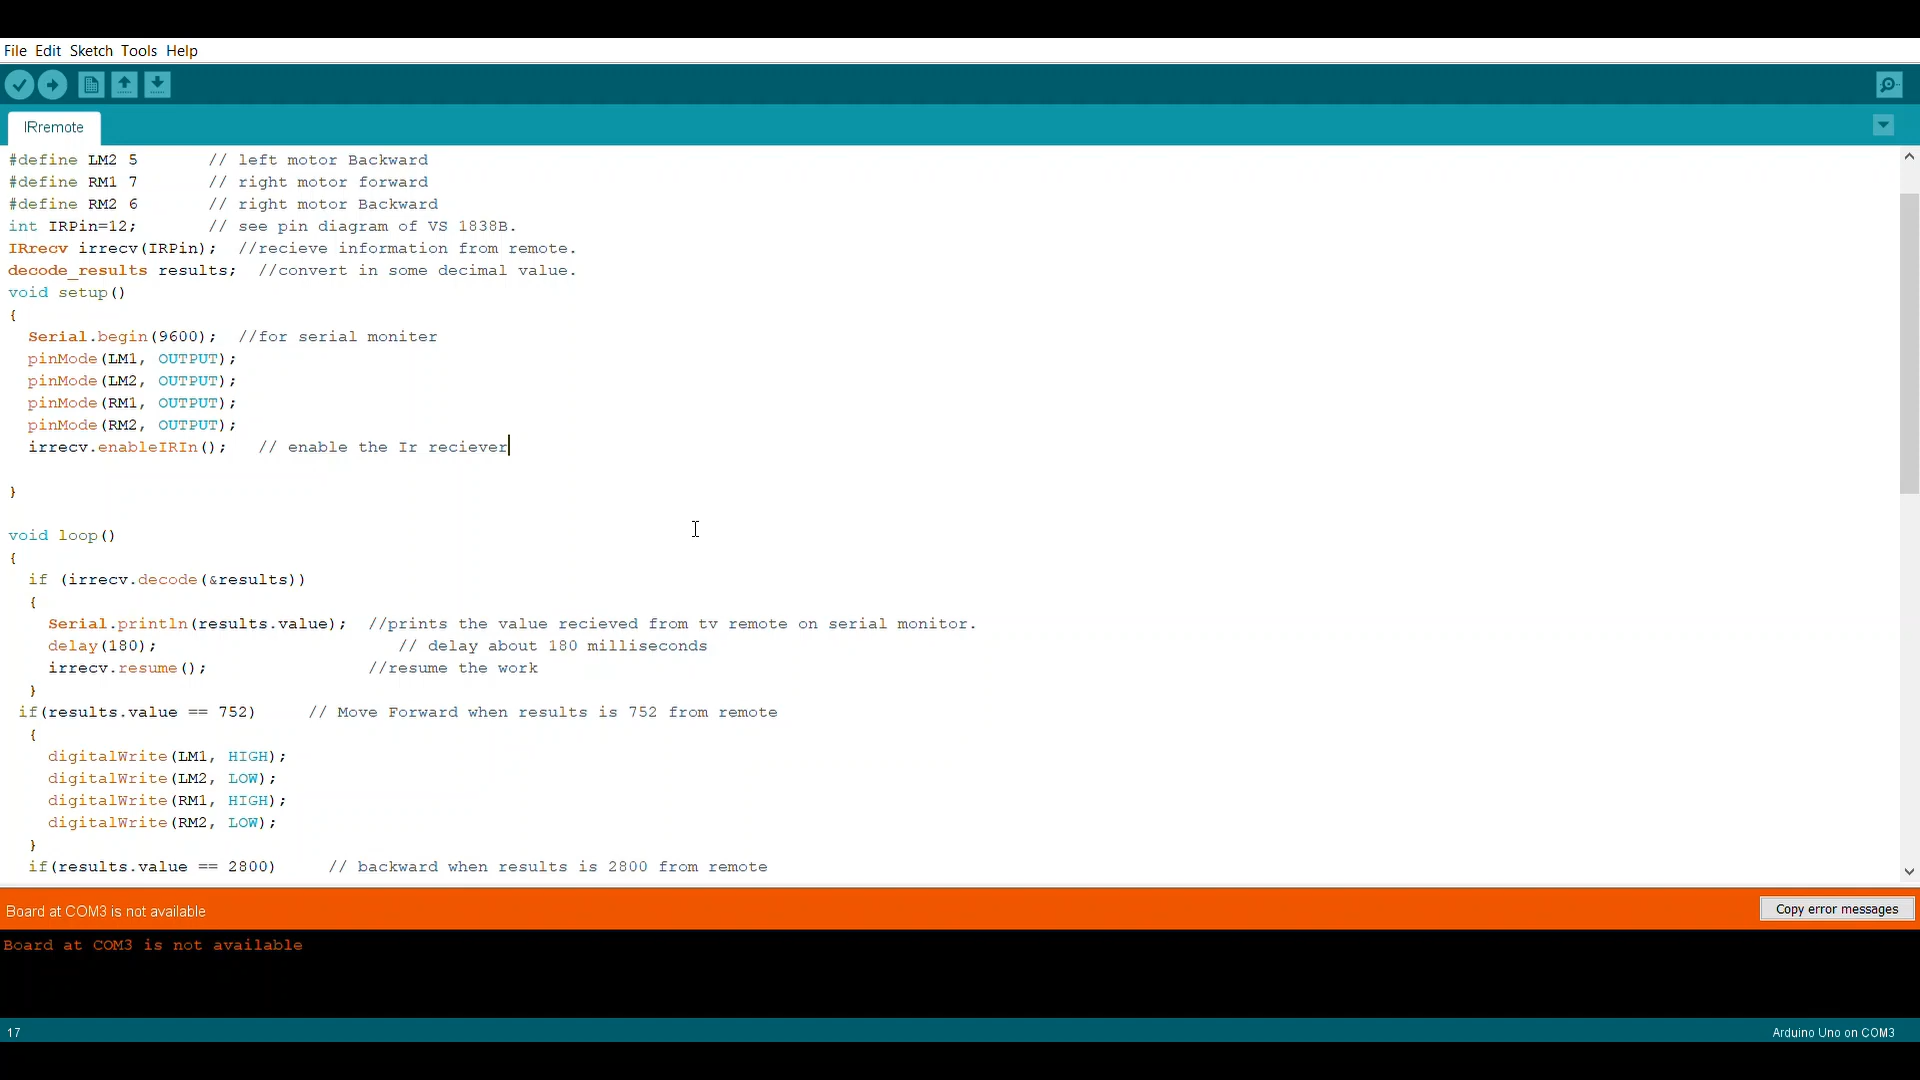 File Edit Sketch Tools Help
IRremote
#define LM2 5       // left motor Backward
#define RM1 7       // right motor forward
#define RM2 6       // right motor Backward
int IRPin=12;       // see pin diagram of VS 1838B.
IRrecv irrecv(IRPin);  //recieve information from remote.
decode_results results;  //convert in some decimal value.
void setup()
{
  Serial.begin(9600);  //for serial moniter
  pinMode(LM1, OUTPUT);
  pinMode(LM2, OUTPUT);
  pinMode(RM1, OUTPUT);
  pinMode(RM2, OUTPUT);
  irrecv.enableIRIn();   // enable the Ir reciever
}
void loop()
{
  if (irrecv.decode(&results))
  {
    Serial.println(results.value);  //prints the value recieved from tv remote on serial monitor.
    delay(180);                        // delay about 180 milliseconds
    irrecv.resume();                //resume the work
  }
 if(results.value == 752)     // Move Forward when results is 752 from remote
  {
    digitalWrite(LM1, HIGH);
    digitalWrite(LM2, LOW);
    digitalWrite(RM1, HIGH);
    digitalWrite(RM2, LOW);
  }
  if(results.value == 2800)     // backward when results is 2800 from remote
Board at COM3 is not available
Copy error messages
Board at COM3 is not available
17
Arduino Uno on COM3